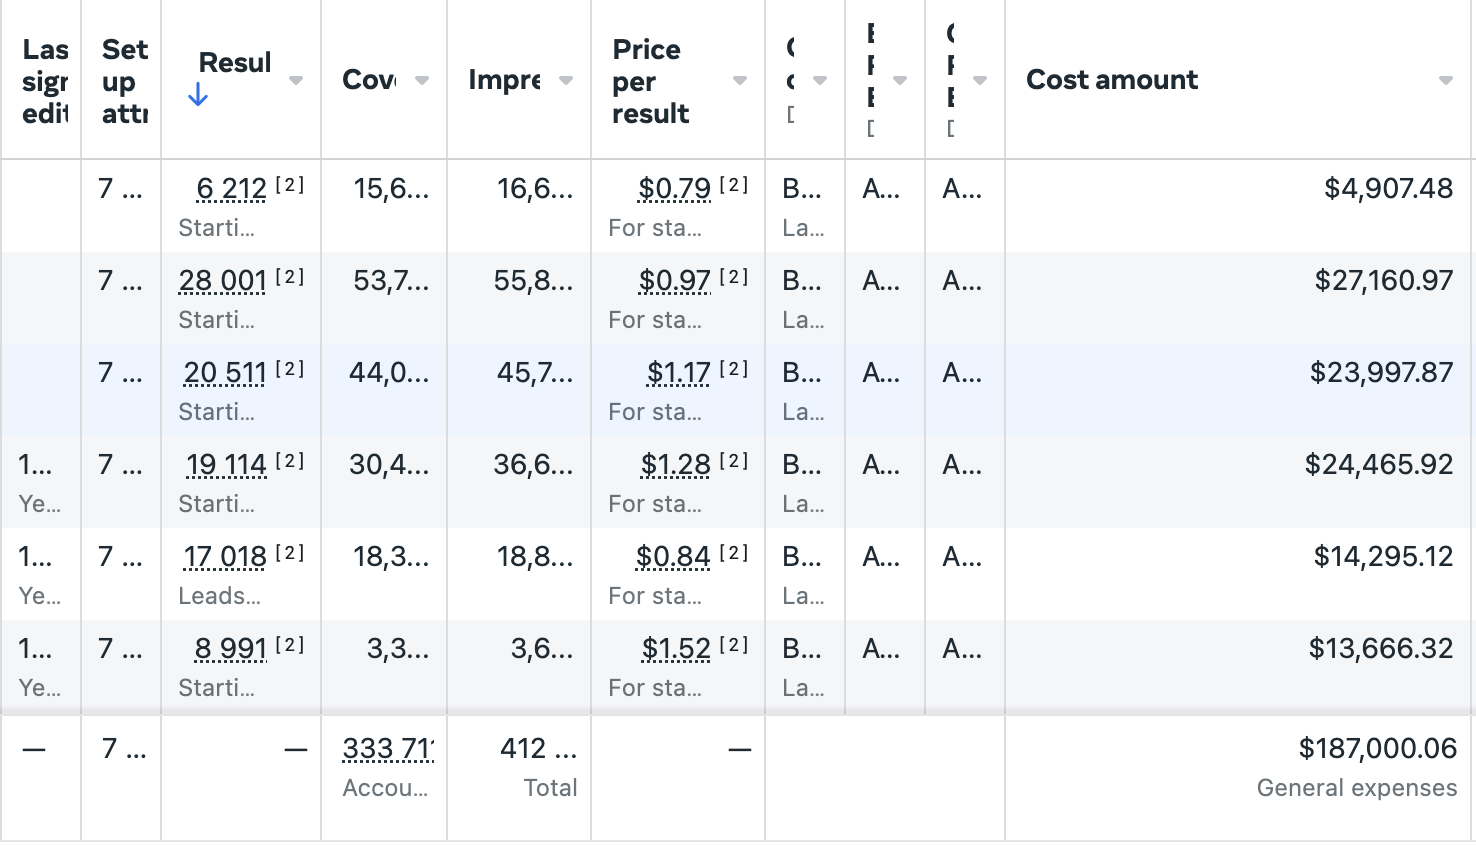 Resul
Price
per
result
Set
up
Cost amount
7 ... 6 212 [2] 15,6... 16,6... $0.79 [2] B... A... A... $4,907.48
Starti... For sta... La...
7 ... 28 001 [2] 53,7... 55,8... $0.97 [2] B... A... A... $27,160.97
Starti... For sta... La...
7 ... 20 511 [2] 44,0... 45,7... $1.17 [2] B... A... A... $23,997.87
Starti... For sta... La...
1... 7 ... 19 114 [2] 30,4... 36,6... $1.28 [2] B... A... A... $24,465.92
Ye... Starti... For sta... La...
1... 7 ... 17 018 [2] 18,3... 18,8... $0.84 [2] B... A... A... $14,295.12
Ye... Leads... For sta... La...
1... 7 ... 8 991 [2] 3,3... 3,6... $1.52 [2] B... A... A... $13,666.32
Ye... Starti... For sta... La...
— 7 ... — 333 71 412 ... — $187,000.06
Accou... Total General expenses